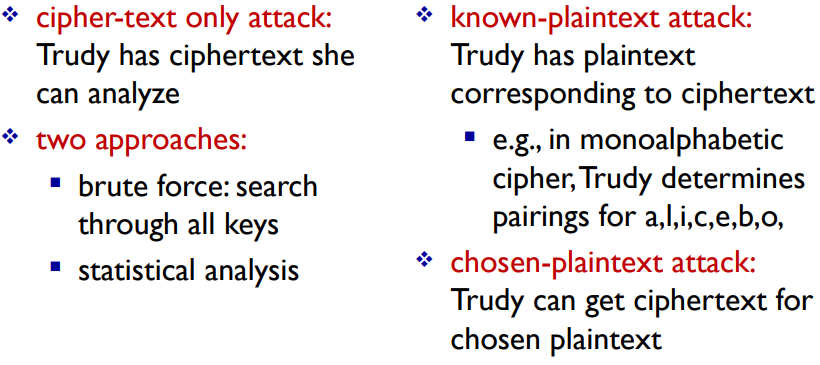 ❖ cipher-text only attack:
Trudy has ciphertext she
can analyze
❖ two approaches:
▪ brute force: search
through all keys
▪ statistical analysis
❖ known-plaintext attack:
Trudy has plaintext
corresponding to ciphertext
▪ e.g., in monoalphabetic
cipher, Trudy determines
pairings for a,l,i,c,e,b,o,
❖ chosen-plaintext attack:
Trudy can get ciphertext for
chosen plaintext